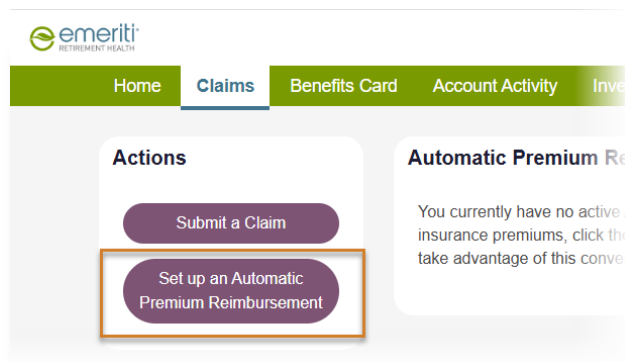 emeriti
RETIREMENT HEALTH
Home Claims Benefits Card Account Activity
Actions
Submit a Claim
Set up an Automatic
Premium Reimbursement
Automatic Premium
You currently have no active
insurance premiums, click
take advantage of this